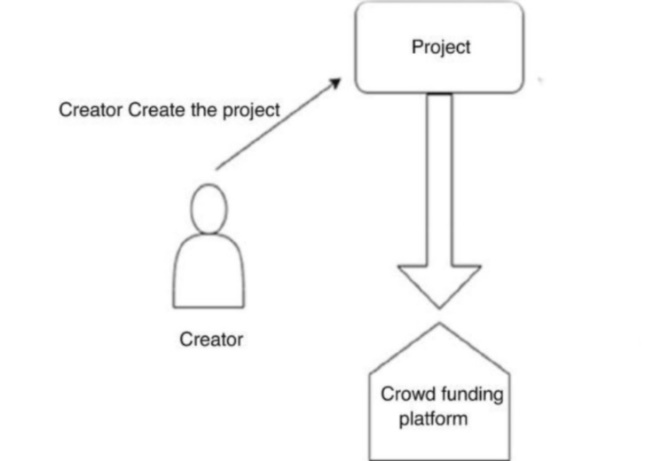 Project
Creator Create the project
Creator
Crowd funding
platform